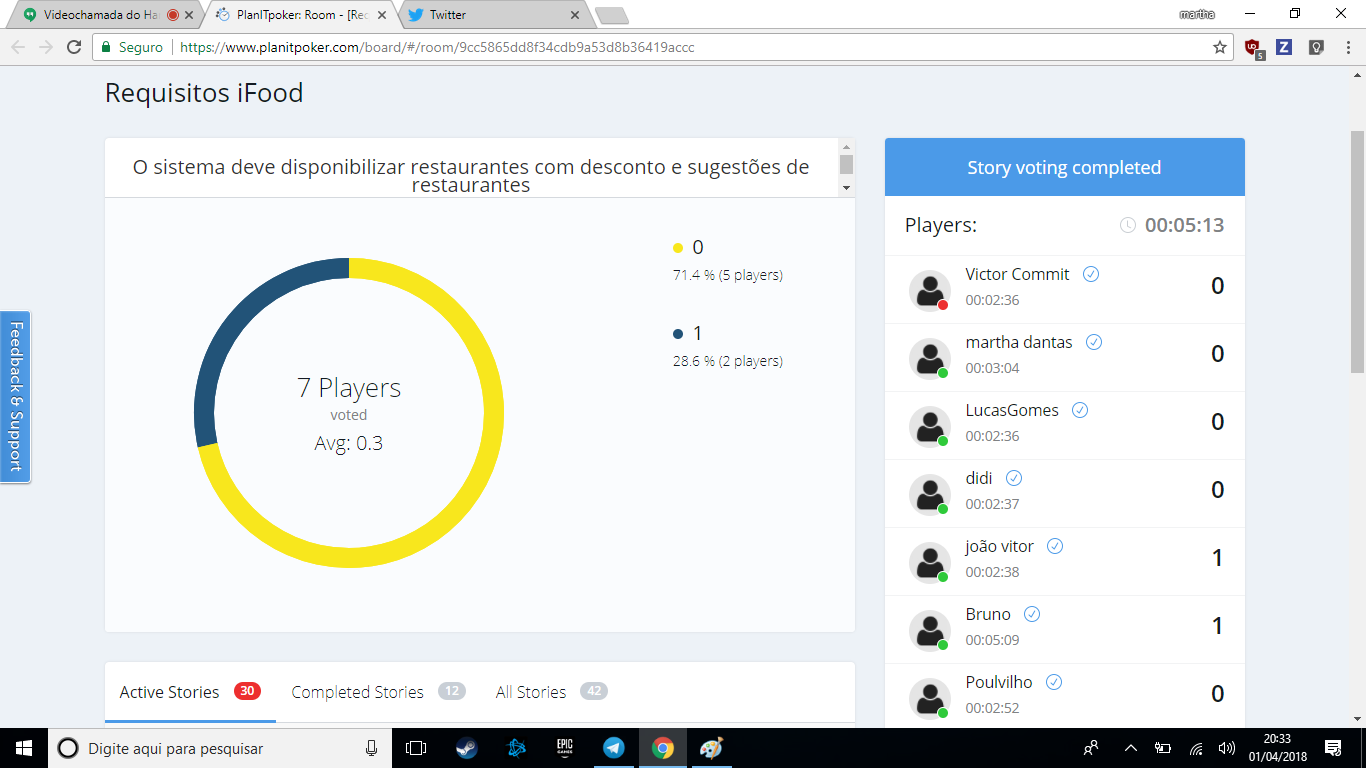 Videochamada do Ha
PlanITpoker: Room - [Rec
Twitter
martha
Seguro
https://www.planitpoker.com/board/#/room/9cc5865dd8f34cdb9a53d8b36419accc
5
Requisitos iFood
O sistema deve disponibilizar restaurantes com desconto e sugestões de
restaurantes
0
71.4 % (5 players)
1
28.6 % (2 players)
7 Players
voted
Avg: 0.3
Feedback & Support
Story voting completed
Players:
00:05:13
Victor Commit
00:02:36
0
martha dantas
00:03:04
0
LucasGomes
00:02:36
0
didi
00:02:37
0
joão vitor
00:02:38
1
Bruno
00:05:09
1
Poulvilho
00:02:52
0
Active Stories 30
Completed Stories 12
All Stories 42
Digite aqui para pesquisar
EPIC
GAMES
20:33
01/04/2018